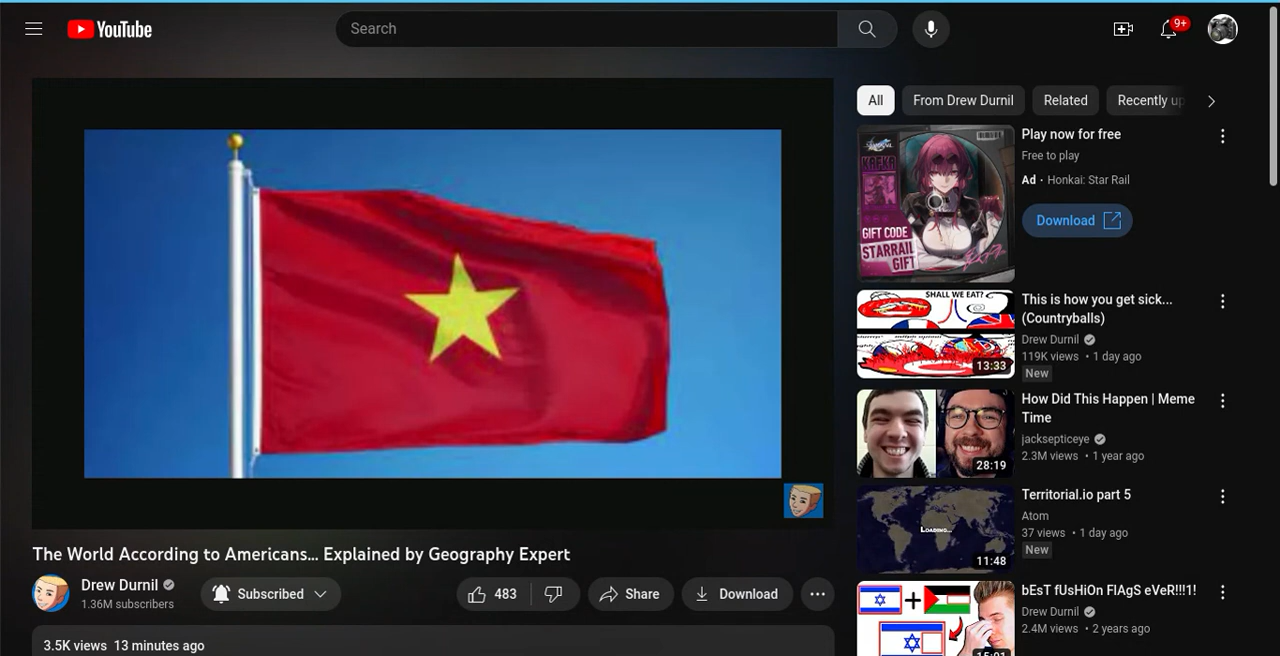 YouTube
Search
9+
All
From Drew Durnil
Related
Recently up
KAFKA
GIFT CODE
STARRAIL
GIFT
Play now for free
Free to play
Ad · Honkai: Star Rail
Download
SHALL WE EAT?
13:33
This is how you get sick...
(Countryballs)
Drew Durnil
119K views • 1 day ago
New
28:19
How Did This Happen | Meme
Time
jacksepticeye
2.3M views • 1 year ago
Loading...
11:48
Territorial.io part 5
Atom
37 views • 1 day ago
New
15:01
bEsT fUsHiOn FlAgS eVeR!!!1!
Drew Durnil
2.4M views • 2 years ago
The World According to Americans... Explained by Geography Expert
Drew Durnil
1.36M subscribers
Subscribed
483
Share
Download
3.5K views 13 minutes ago